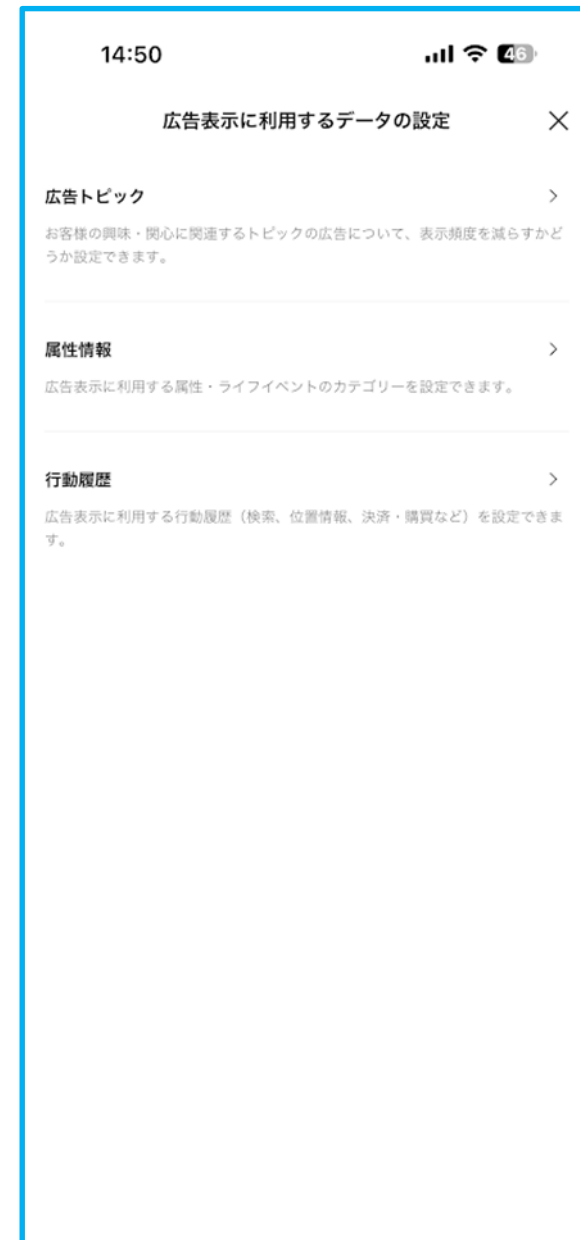 14:50
46
広告表示に利用するデータの設定
広告トピック
お客様の興味・関心に関連するトピックの広告について、表示頻度を減らすかど
うか設定できます。
属性情報
広告表示に利用する属性・ライフイベントのカテゴリーを設定できます。
行動履歴
広告表示に利用する行動履歴（検索、位置情報、決済・購買など）を設定できま
す。